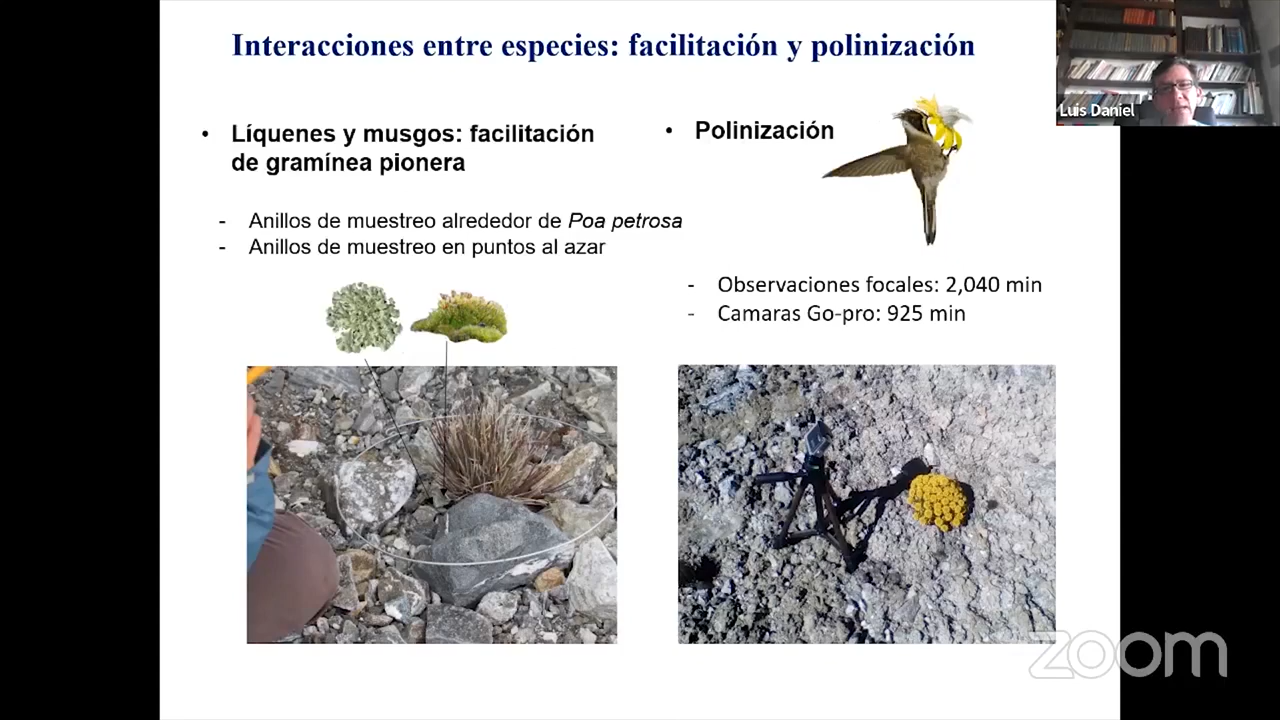 Interacciones entre especies: facilitación y polinización
Luis Daniel
• Líquenes y musgos: facilitación
de gramínea pionera
- Anillos de muestreo alrededor de Poa petrosa
- Anillos de muestreo en puntos al azar
• Polinización
- Observaciones focales: 2,040 min
- Camaras Go-pro: 925 min
zoom